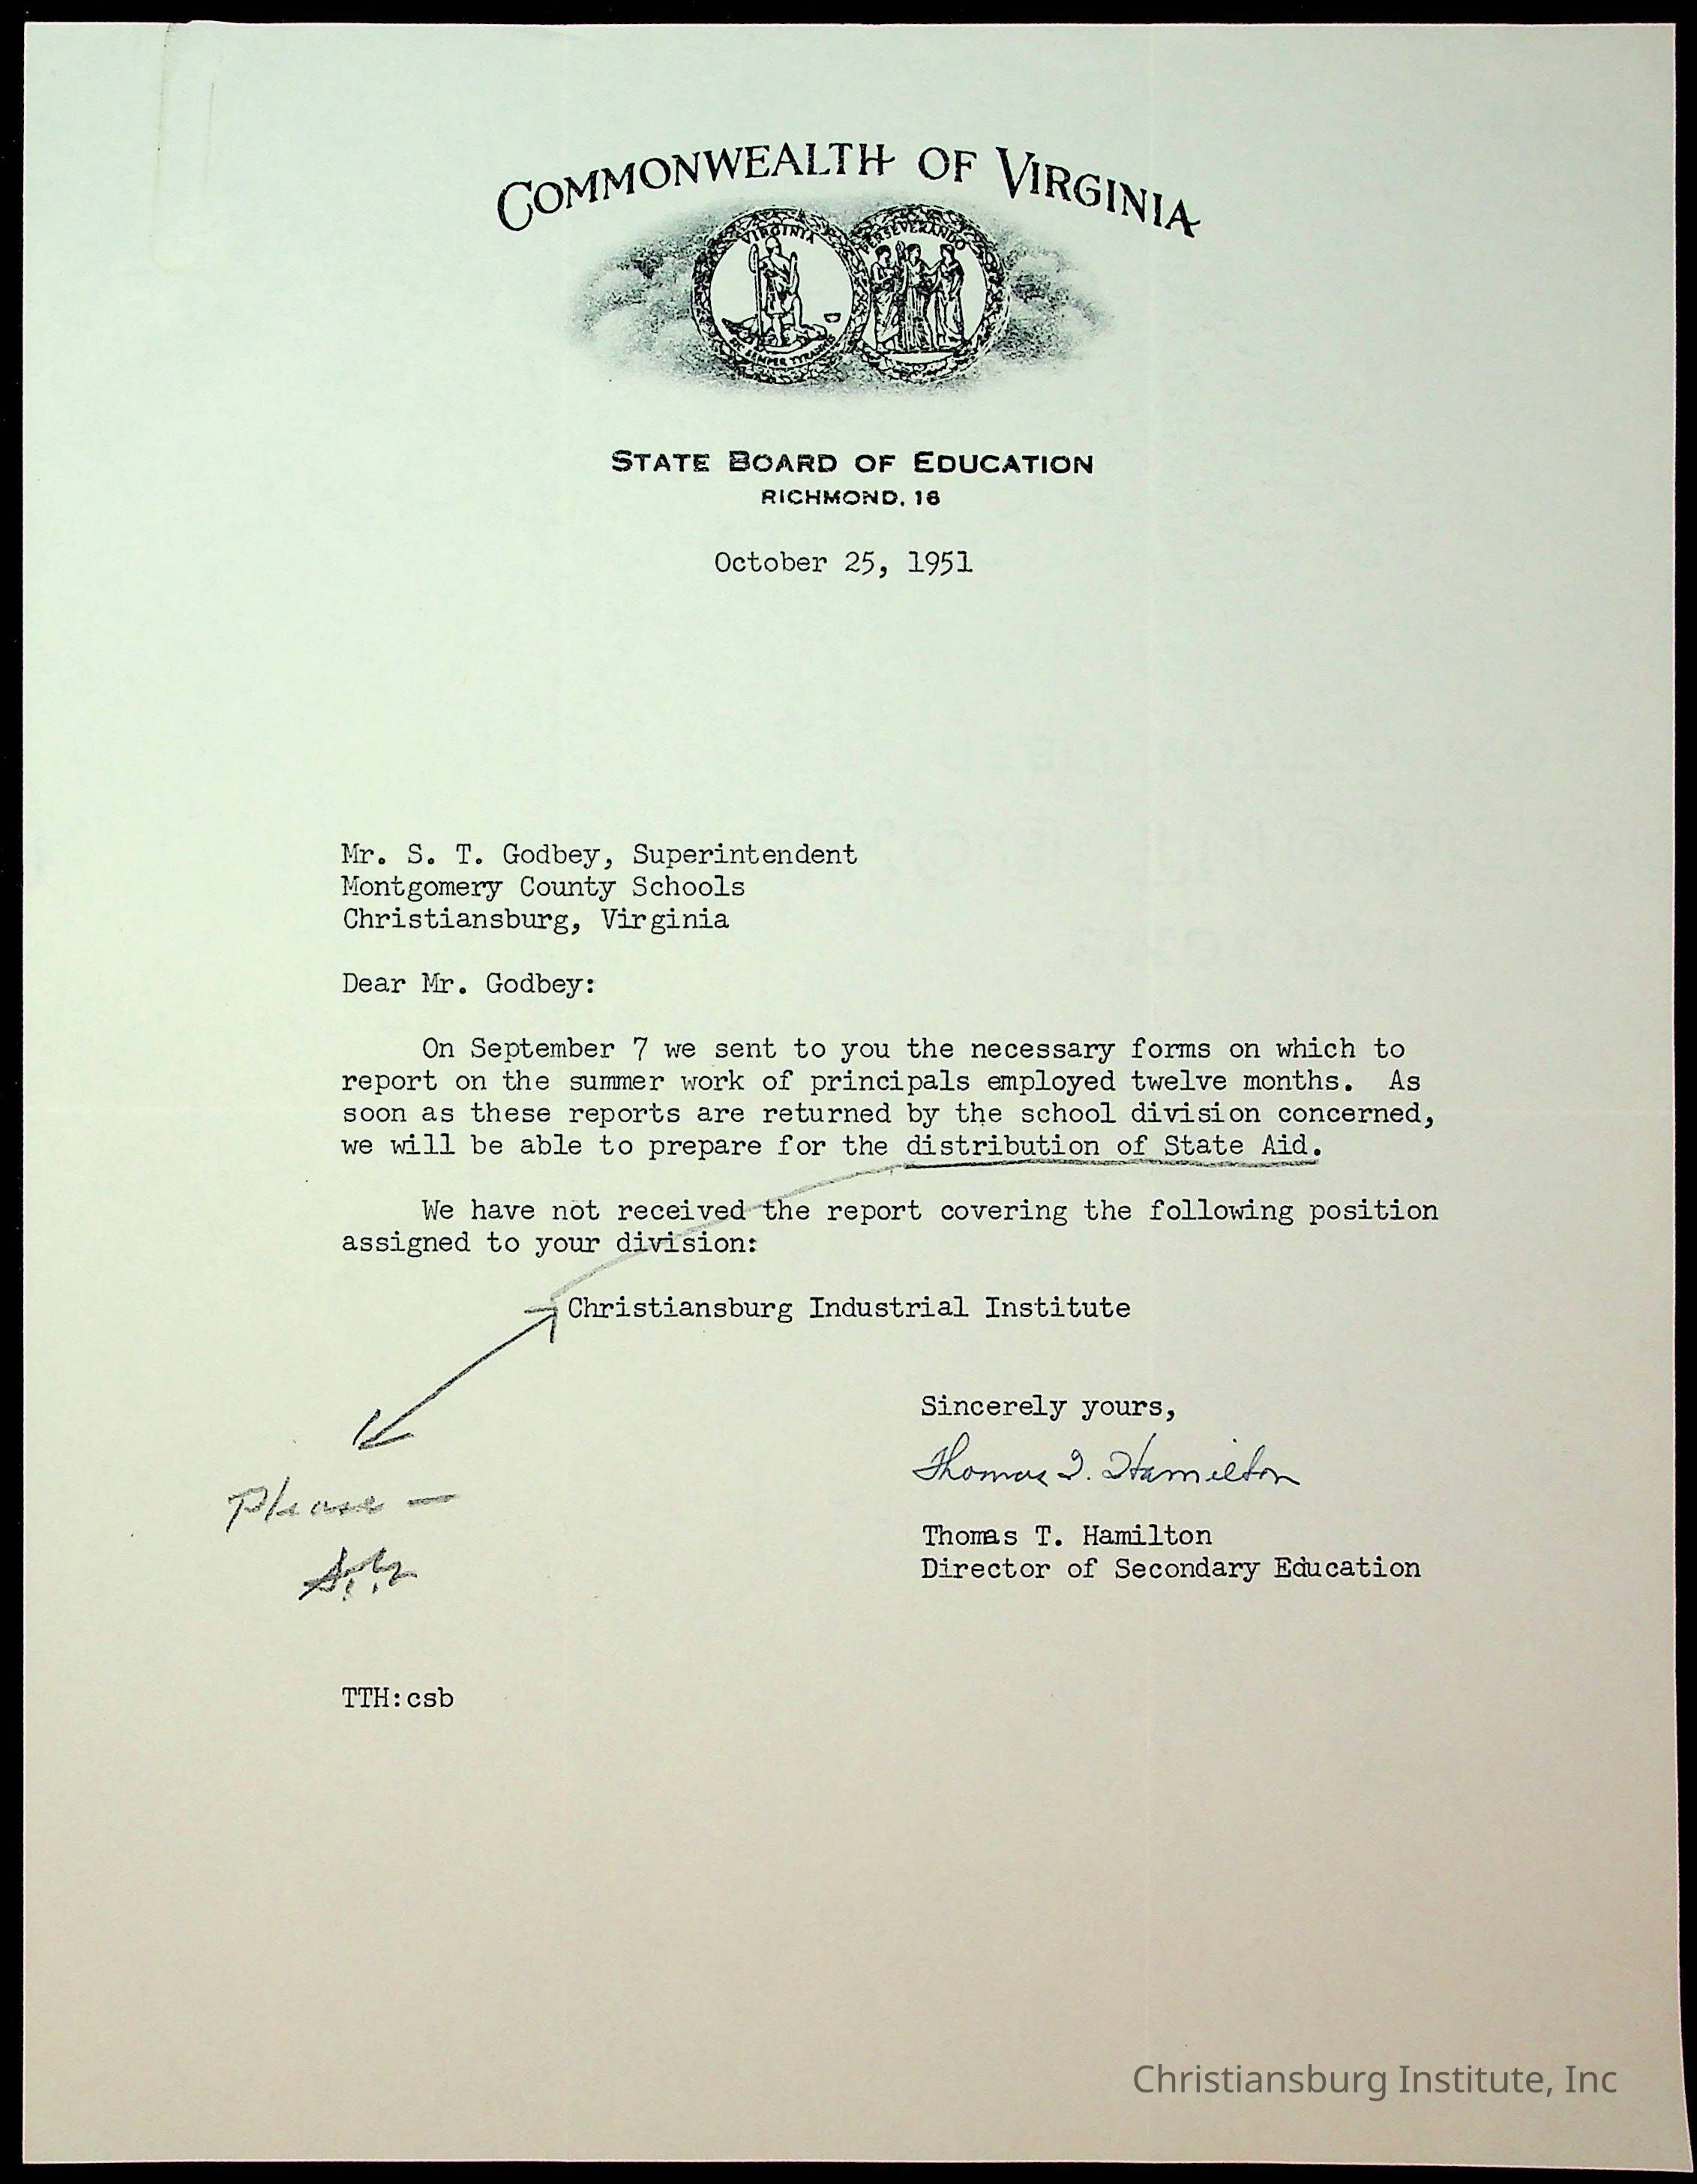 COMMONWEALTH OF VIRGINIA
VIRGINIA
PERSEVERANDO
SIC SEMPER TYRANNIS
STATE BOARD OF EDUCATION
RICHMOND, 16
October 25, 1951
Mr. S. T. Godbey, Superintendent
Montgomery County Schools
Christiansburg, Virginia
Dear Mr. Godbey:
On September 7 we sent to you the necessary forms on which to
report on the summer work of principals employed twelve months. As
soon as these reports are returned by the school division concerned,
we will be able to prepare for the distribution of State Aid.
We have not received the report covering the following position
assigned to your division:
Christiansburg Industrial Institute
Sincerely yours,
Thomas T. Hamilton
Please —
Thomas T. Hamilton
Director of Secondary Education
TTH:csb
Christiansburg Institute, Inc